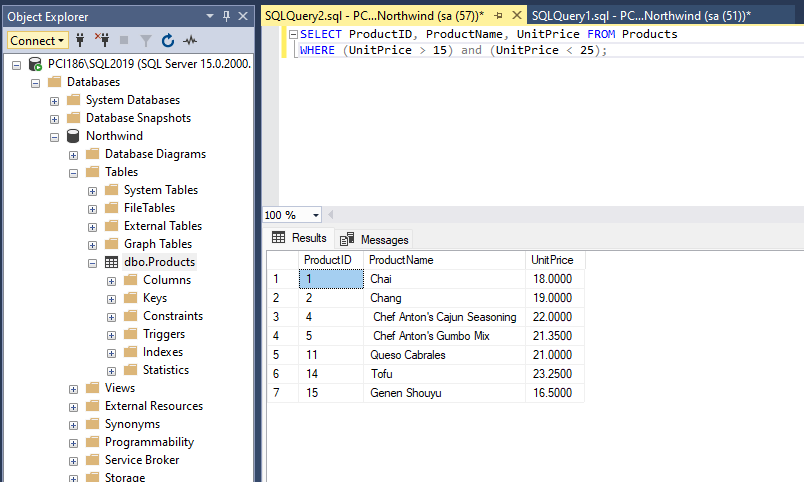 Object Explorer
Connect
PCI186\SQL2019 (SQL Server 15.0.2000.
Databases
System Databases
Database Snapshots
Northwind
Database Diagrams
Tables
System Tables
FileTables
External Tables
Graph Tables
dbo.Products
Columns
Keys
Constraints
Triggers
Indexes
Statistics
Views
External Resources
Synonyms
Programmability
Service Broker
Storage
SQLQuery2.sql - PC...Northwind (sa (57))* SQLQuery1.sql - PC...Northwind (sa (51))*
SELECT ProductID, ProductName, UnitPrice FROM Products
WHERE (UnitPrice > 15) and (UnitPrice < 25);
100 %
Results Messages
ProductID ProductName UnitPrice
1 1 Chai 18.0000
2 2 Chang 19.0000
3 4 Chef Anton's Cajun Seasoning 22.0000
4 5 Chef Anton's Gumbo Mix 21.3500
5 11 Queso Cabrales 21.0000
6 14 Tofu 23.2500
7 15 Genen Shouyu 16.5000